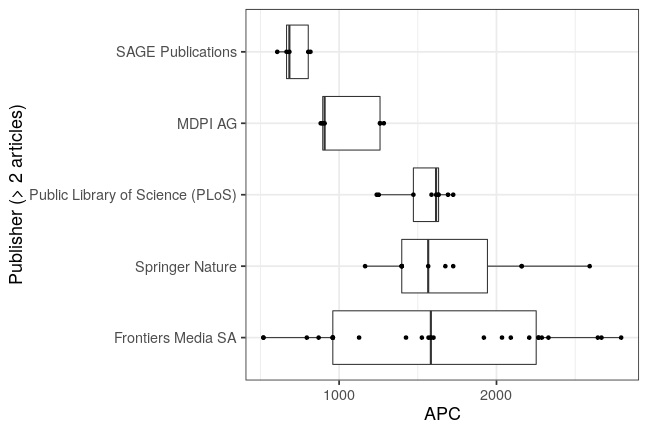 Publisher (> 2 articles)
SAGE Publications
MDPI AG
Public Library of Science (PLoS)
Springer Nature
Frontiers Media SA
1000 2000
APC